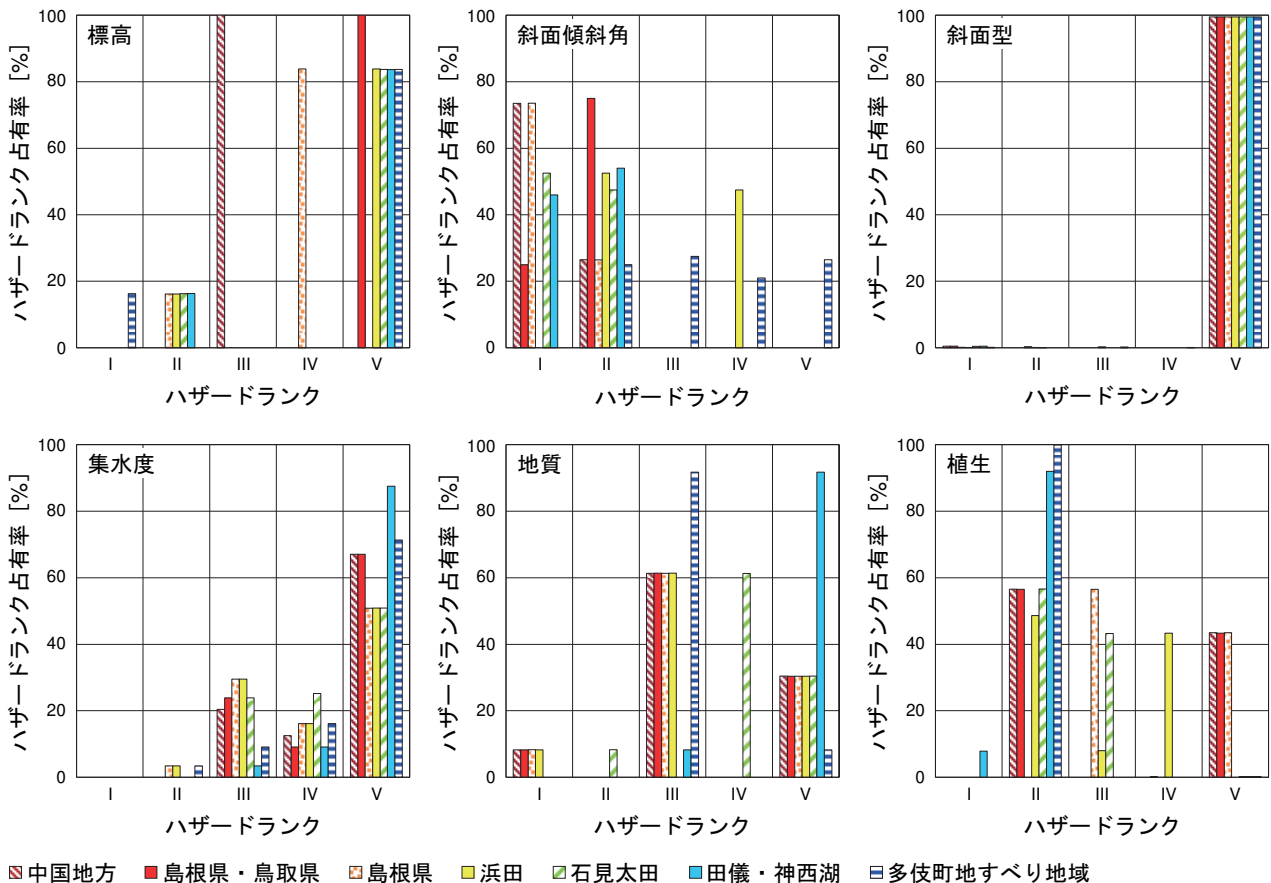 標高
ハザードランク占有率 [%]
100
80
60
40
20
0
I II III IV V
ハザードランク
斜面傾斜角
ハザードランク占有率 [%]
100
80
60
40
20
0
I II III IV V
ハザードランク
斜面型
ハザードランク占有率 [%]
100
80
60
40
20
0
I II III IV V
ハザードランク
集水度
ハザードランク占有率 [%]
100
80
60
40
20
0
I II III IV V
ハザードランク
地質
ハザードランク占有率 [%]
100
80
60
40
20
0
I II III IV V
ハザードランク
植生
ハザードランク占有率 [%]
100
80
60
40
20
0
I II III IV V
ハザードランク
中国地方 島根県・鳥取県 島根県 浜田 石見太田 田儀・神西湖 多伎町地すべり地域